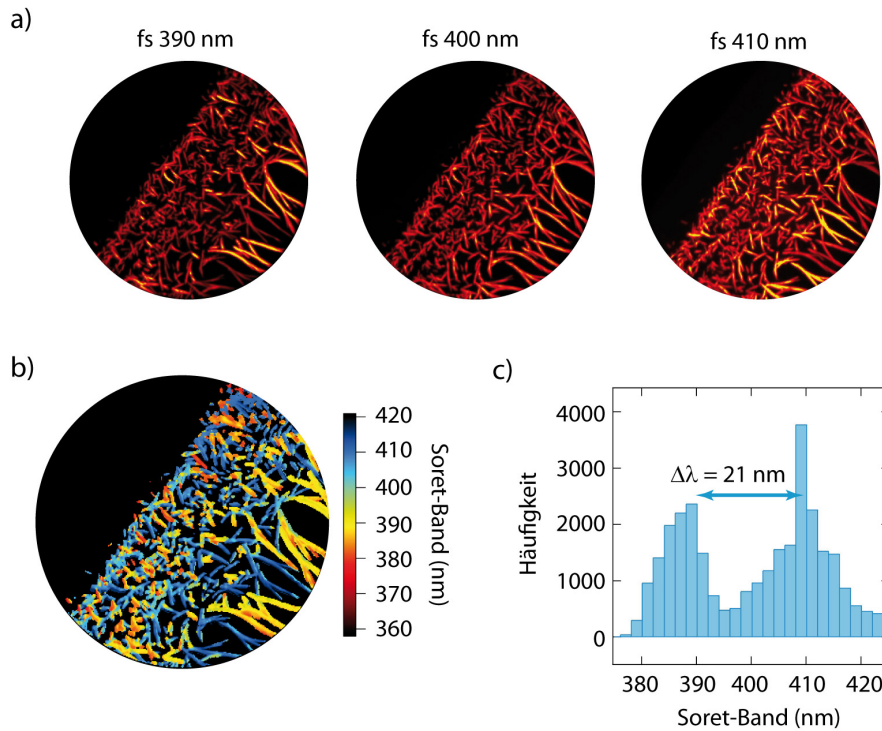 a)
fs 390 nm
fs 400 nm
fs 410 nm
b)
420
410
400
390
380
370
360
Soret-Band (nm)
c)
4000
3000
2000
1000
0
Häufigkeit
Δλ = 21 nm
380
390
400
410
420
Soret-Band (nm)